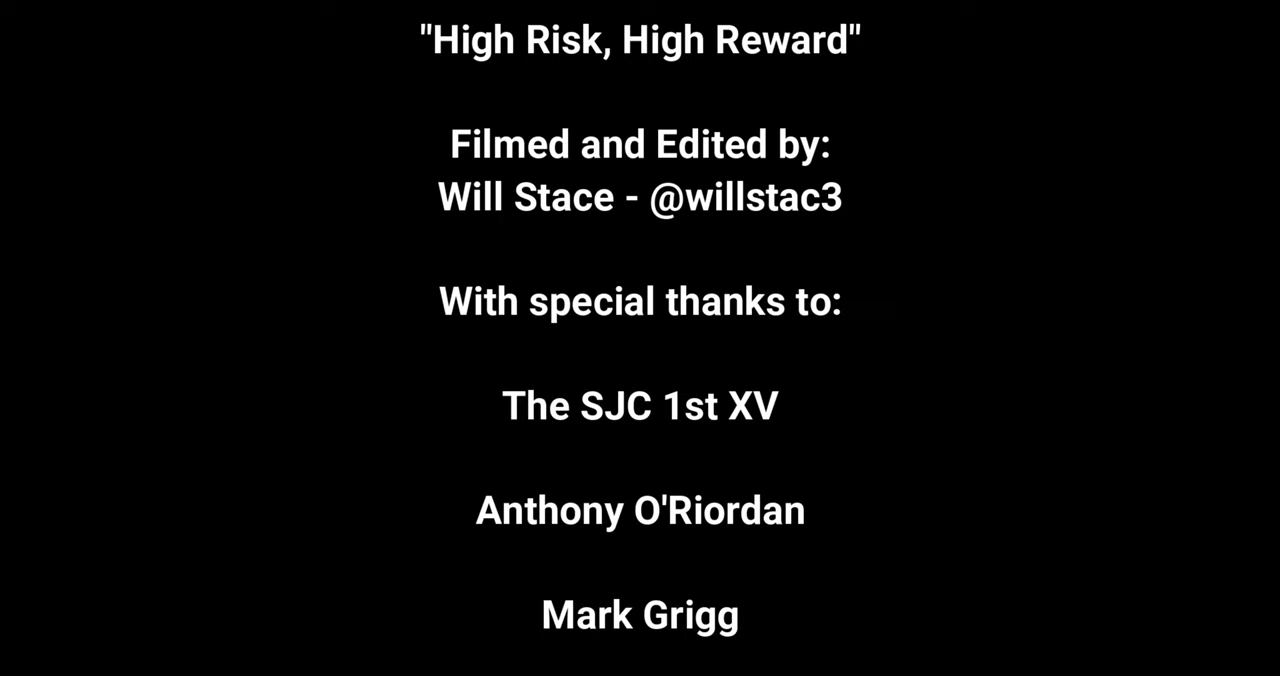 "High Risk, High Reward"
Filmed and Edited by:
Will Stace - @willstac3
With special thanks to:
The SJC 1st XV
Anthony O'Riordan
Mark Grigg